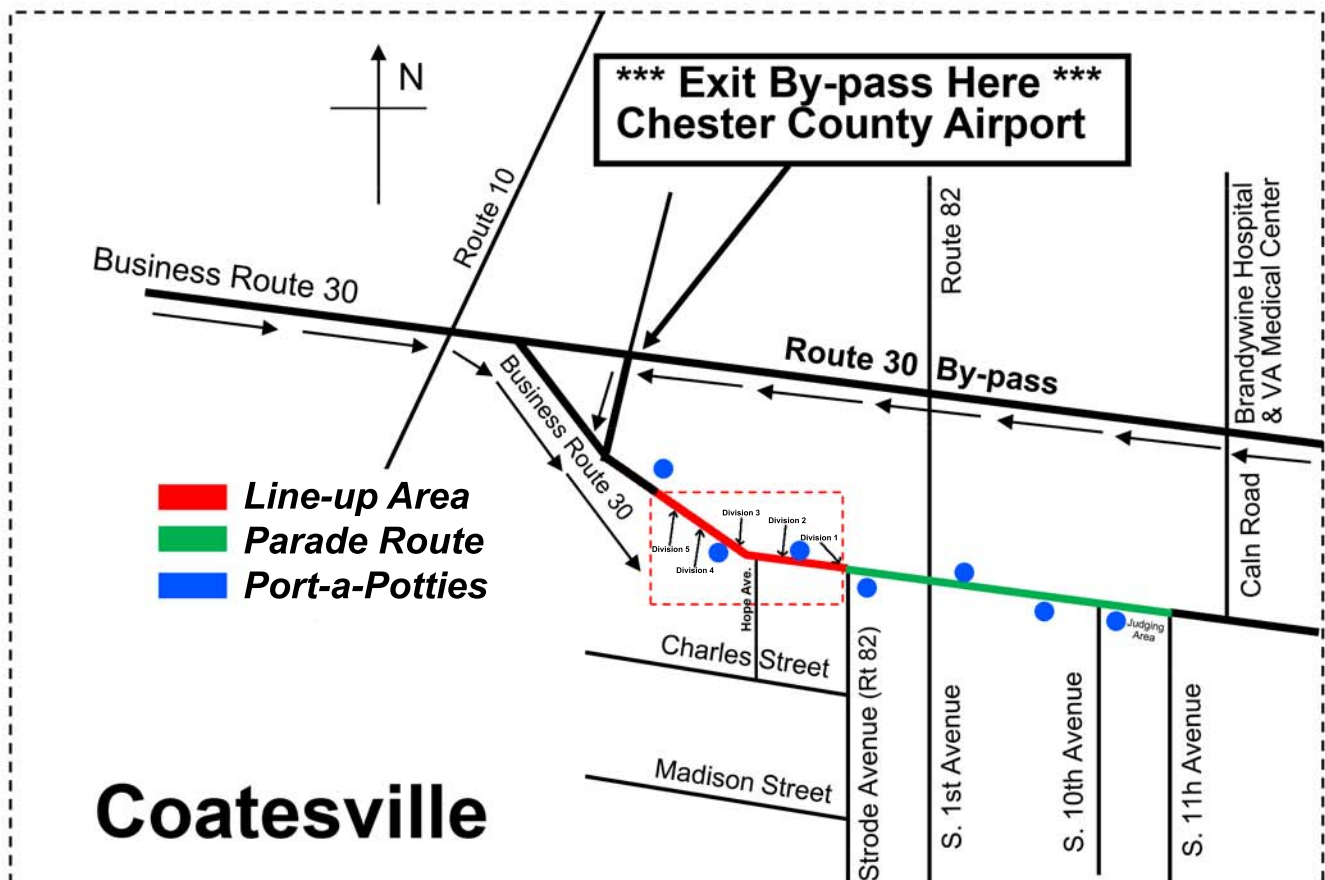 N
*** Exit By-pass Here ***
Chester County Airport
Route 10
Business Route 30
Route 82
Brandywine Hospital
& VA Medical Center
Route 30 By-pass
Business Route 30
Line-up Area
Parade Route
Port-a-Potties
Division 3
Division 2
Division 1
Division 5
Division 4
Hope Ave.
Caln Road
Judging
Area
Charles Street
Madison Street
Strode Avenue (Rt 82)
S. 1st Avenue
S. 10th Avenue
S. 11h Avenue
Coatesville